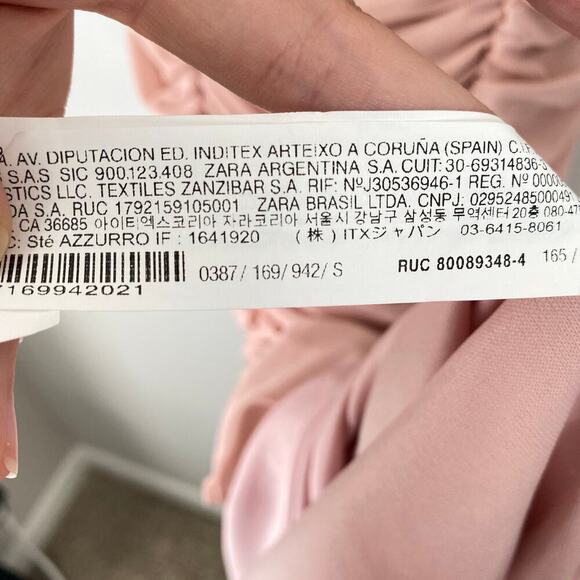 A. AV. DIPUTACION ED. INDITEX ARTEIXO A CORUÑA (SPAIN)
S.A.S SIC 900.123.408 ZARA ARGENTINA S.A. CUIT: 30-69314836-
STICS LLC. TEXTILES ZANZIBAR S.A. RIF: NºJ30536946-1 REG. Nº 0000
DA S.A. RUC 1792159105001 ZARA BRASIL LTDA. CNPJ: 0295248500049
CA 36685 아이티엑스코리아 자라코리아 서울시 강남구 삼성동 무역센터 20층 080-47
C: Sté AZZURRO IF : 1641920 (株) ITXジャパン 03-6415-8061
7169942021 0387/169/942/S RUC 80089348-4 165 /